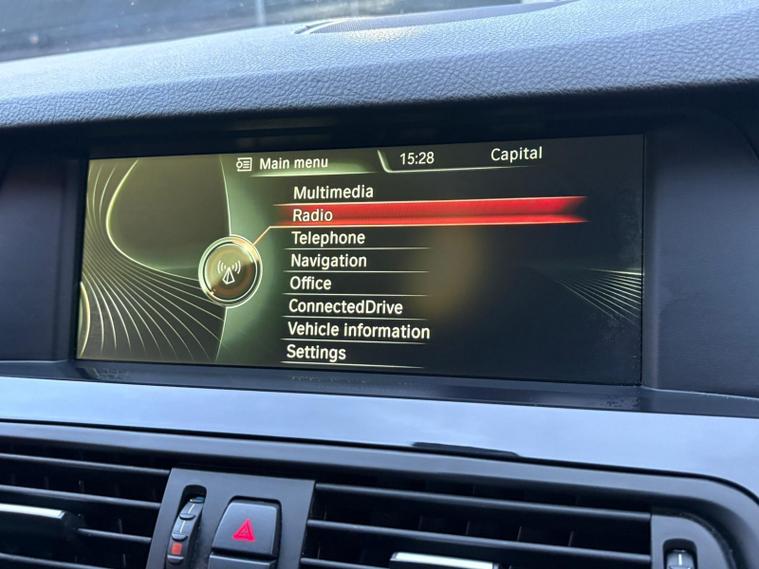 Main menu 15:28 Capital
Multimedia
Radio
Telephone
Navigation
Office
ConnectedDrive
Vehicle information
Settings